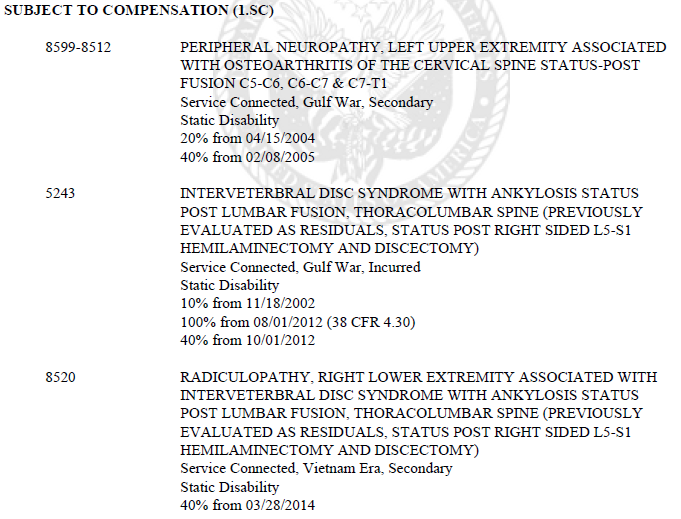 SUBJECT TO COMPENSATION (1.SC)
8599-8512 PERIPHERAL NEUROPATHY, LEFT UPPER EXTREMITY ASSOCIATED
WITH OSTEOARTHRITIS OF THE CERVICAL SPINE STATUS-POST
FUSION C5-C6, C6-C7 & C7-T1
Service Connected, Gulf War, Secondary
Static Disability
20% from 04/15/2004
40% from 02/08/2005
5243 INTERVETERBRAL DISC SYNDROME WITH ANKYLOSIS STATUS
POST LUMBAR FUSION, THORACOLUMBAR SPINE (PREVIOUSLY
EVALUATED AS RESIDUALS, STATUS POST RIGHT SIDED L5-S1
HEMILAMINECTOMY AND DISCECTOMY)
Service Connected, Gulf War, Incurred
Static Disability
10% from 11/18/2002
100% from 08/01/2012 (38 CFR 4.30)
40% from 10/01/2012
8520 RADICULOPATHY, RIGHT LOWER EXTREMITY ASSOCIATED WITH
INTERVETERBRAL DISC SYNDROME WITH ANKYLOSIS STATUS
POST LUMBAR FUSION, THORACOLUMBAR SPINE (PREVIOUSLY
EVALUATED AS RESIDUALS, STATUS POST RIGHT SIDED L5-S1
HEMILAMINECTOMY AND DISCECTOMY)
Service Connected, Vietnam Era, Secondary
Static Disability
40% from 03/28/2014